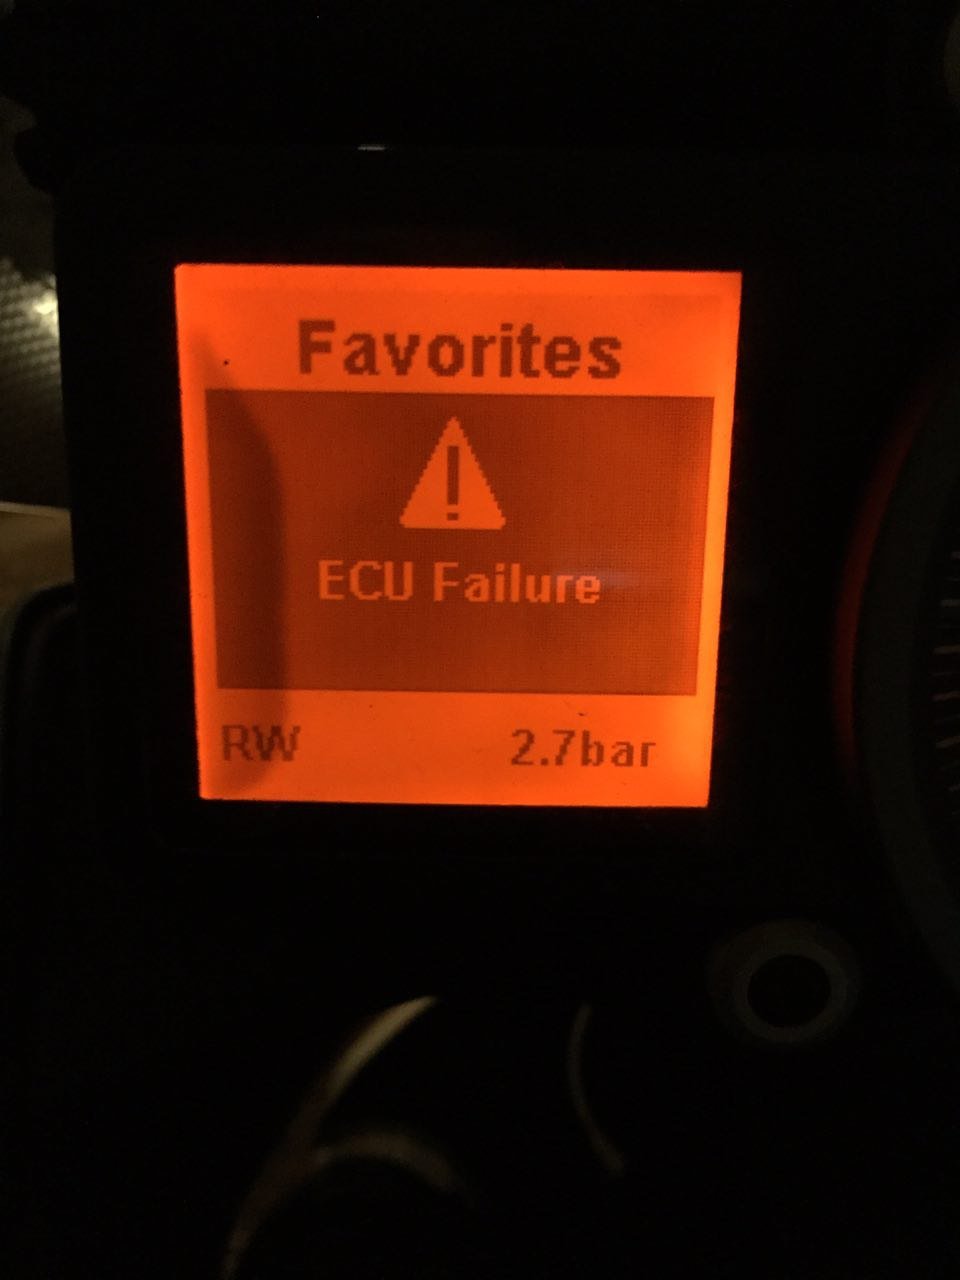 Favorites
!
ECU Failure
RW 2.7bar